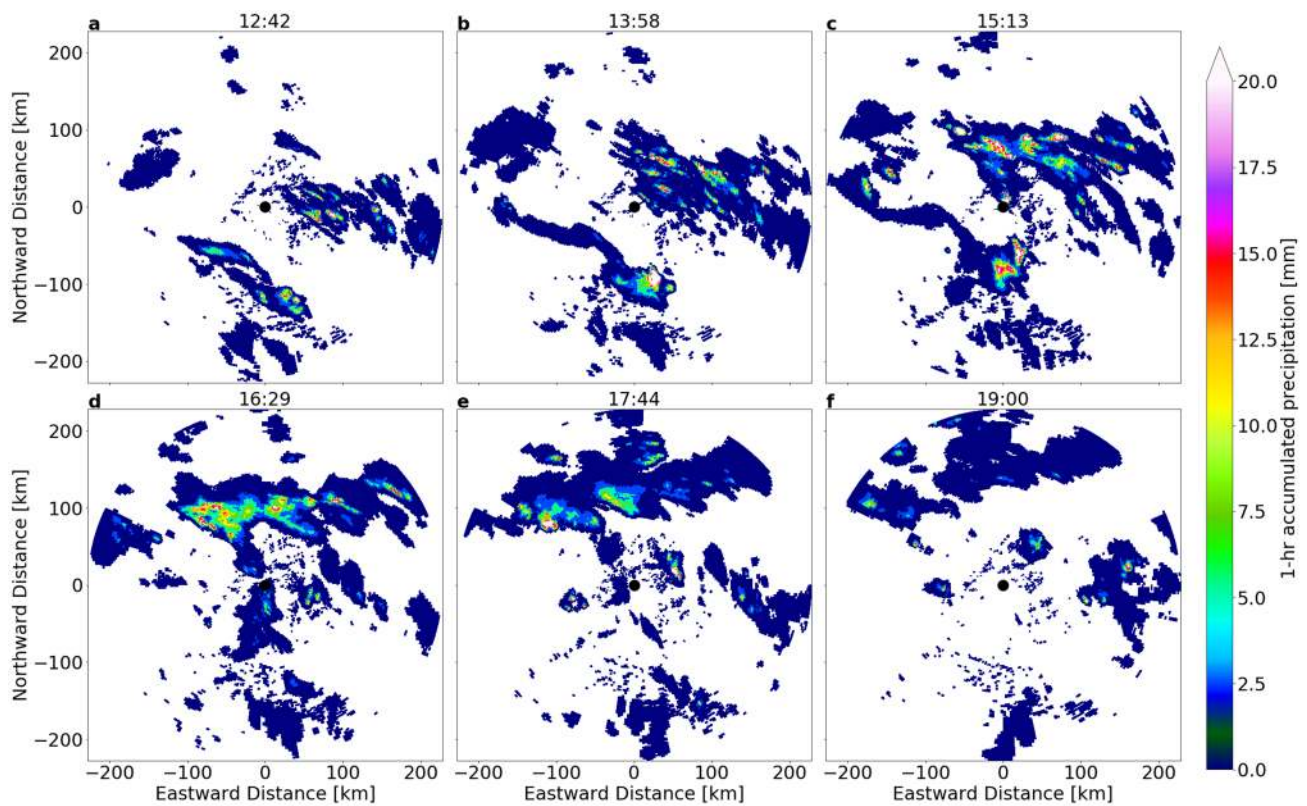 a 12:42
b 13:58
c 15:13
Northward Distance [km]
200
100
0
−100
−200
d 16:29
e 17:44
f 19:00
Northward Distance [km]
200
100
0
−100
−200
−200 −100 0 100 200
−200 −100 0 100 200
−200 −100 0 100 200
Eastward Distance [km]
Eastward Distance [km]
Eastward Distance [km]
20.0
17.5
15.0
12.5
10.0
7.5
5.0
2.5
0.0
1-hr accumulated precipitation [mm]